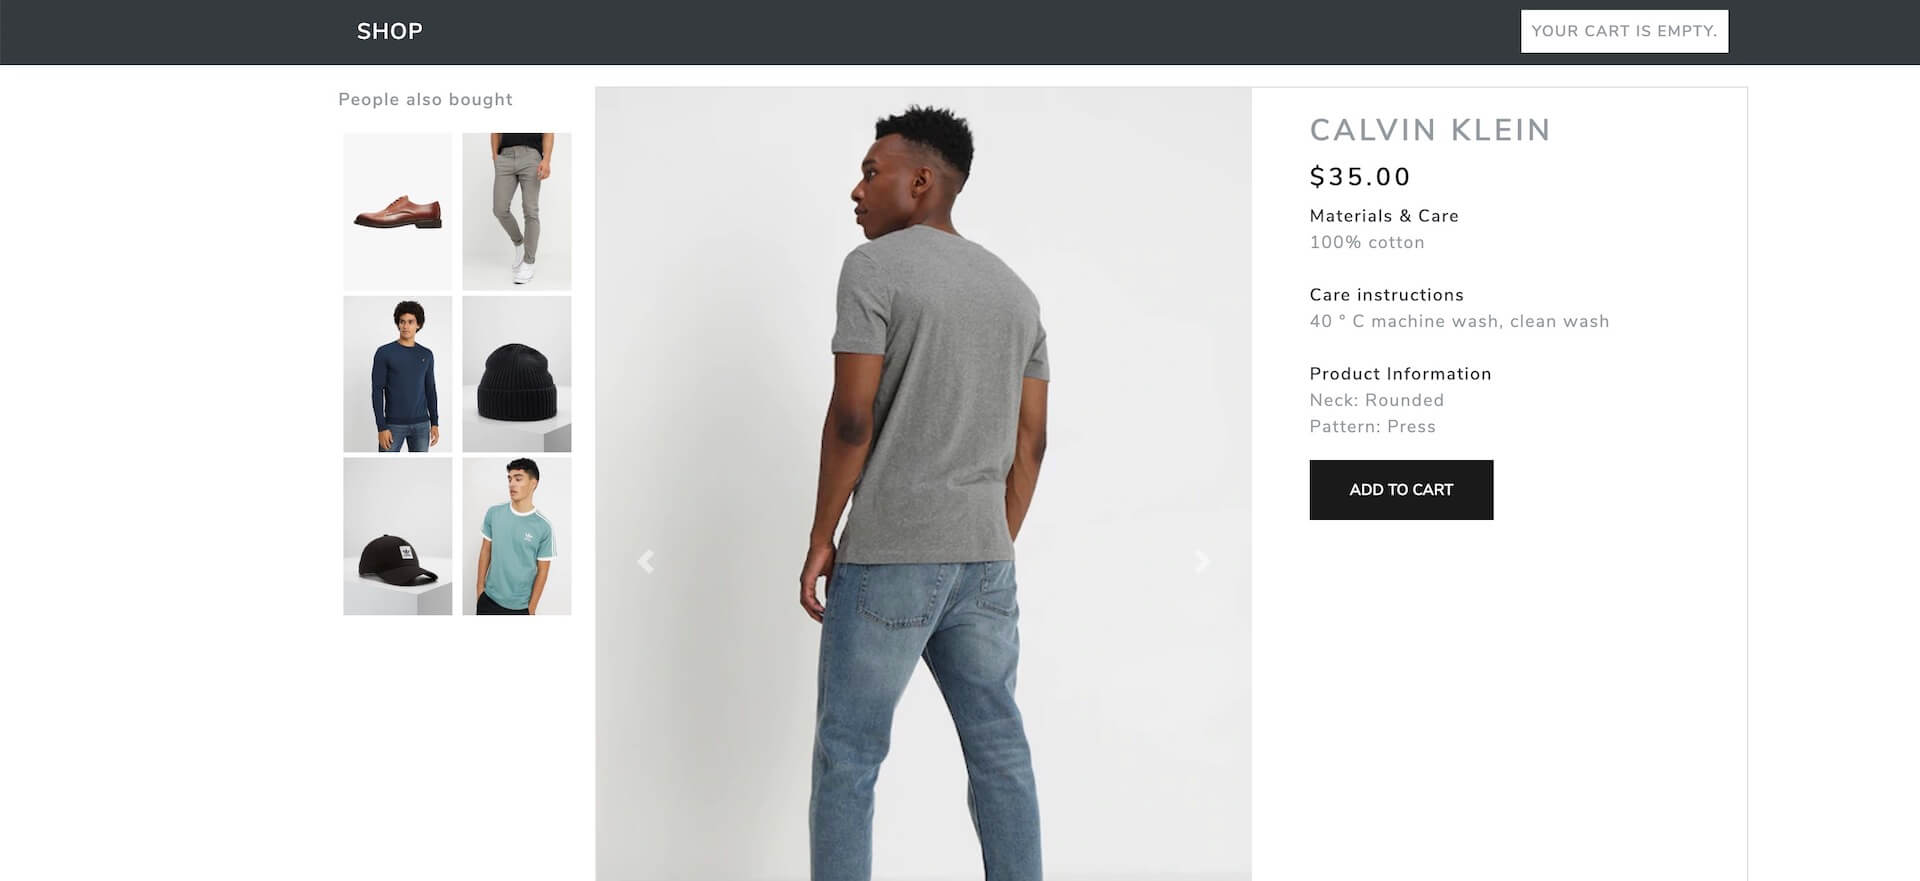 SHOP
YOUR CART IS EMPTY.
People also bought
CALVIN KLEIN
$35.00
Materials & Care
100% cotton
Care instructions
40 ° C machine wash, clean wash
Product Information
Neck: Rounded
Pattern: Press
ADD TO CART